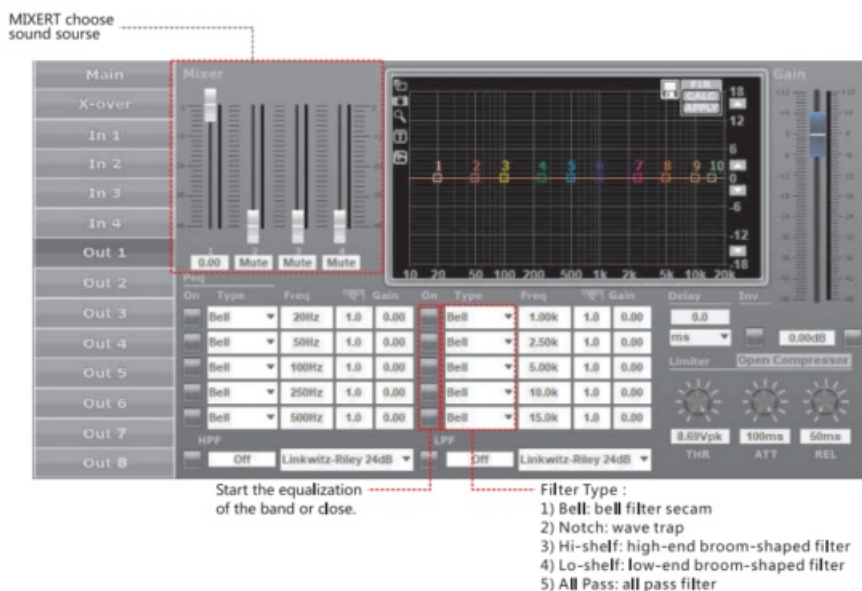 MIXERT choose
sound sourse
Main
X-over
In 1
In 2
In 3
In 4
Out 1
Out 2
Out 3
Out 4
Out 5
Out 6
Out 7
Out 8
Mixer
1 2 3 4
0.00 Mute Mute Mute
FIR
CALC
APPLY
18
12
6
0
-6
-12
-18
1 2 3 4 5 6 7 8 9 10
10 20 50 100 200 500 1k 2k 5k 10k 20k
Gain
Peq
On Type Freq "Q" Gain On Type Freq "Q" Gain
Bell 20Hz 1.0 0.00 Bell 1.00k 1.0 0.00
Bell 50Hz 1.0 0.00 Bell 2.50k 1.0 0.00
Bell 100Hz 1.0 0.00 Bell 5.00k 1.0 0.00
Bell 250Hz 1.0 0.00 Bell 10.0k 1.0 0.00
Bell 500Hz 1.0 0.00 Bell 15.0k 1.0 0.00
HPF LPF
Off Linkwitz-Riley 24dB Off Linkwitz-Riley 24dB
Delay Inv
0.0
ms 0.00dB
Limiter Open Compressor
8.69Vpk 100ms 50ms
THR ATT REL
Start the equalization
of the band or close.
Filter Type :
1) Bell: bell filter secam
2) Notch: wave trap
3) Hi-shelf: high-end broom-shaped filter
4) Lo-shelf: low-end broom-shaped filter
5) All Pass: all pass filter